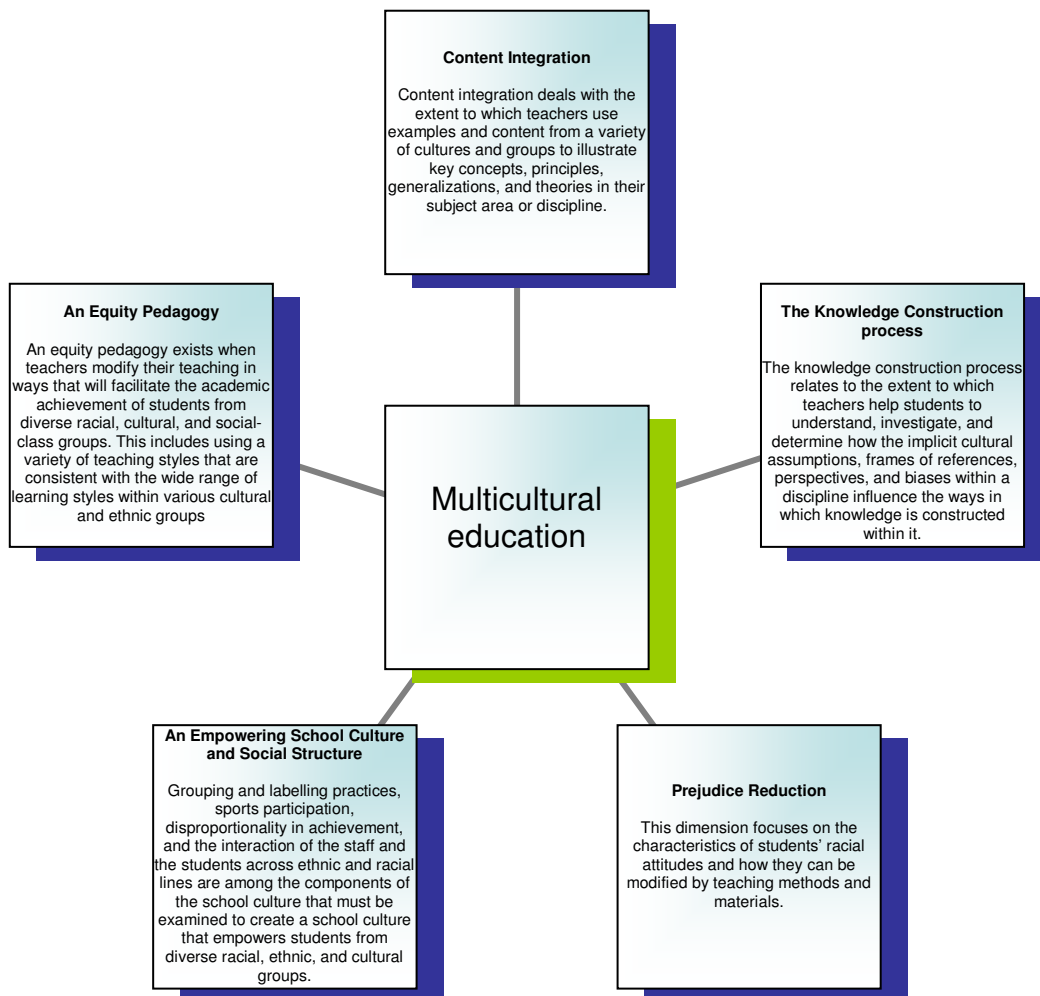 Content Integration
Content integration deals with the
extent to which teachers use
examples and content from a variety
of cultures and groups to illustrate
key concepts, principles,
generalizations, and theories in their
subject area or discipline.
An Equity Pedagogy
An equity pedagogy exists when
teachers modify their teaching in
ways that will facilitate the academic
achievement of students from
diverse racial, cultural, and social-
class groups. This includes using a
variety of teaching styles that are
consistent with the wide range of
learning styles within various cultural
and ethnic groups
The Knowledge Construction
process
The knowledge construction process
relates to the extent to which
teachers help students to
understand, investigate, and
determine how the implicit cultural
assumptions, frames of references,
perspectives, and biases within a
discipline influence the ways in
which knowledge is constructed
within it.
Multicultural
education
An Empowering School Culture
and Social Structure
Grouping and labelling practices,
sports participation,
disproportionality in achievement,
and the interaction of the staff and
the students across ethnic and racial
lines are among the components of
the school culture that must be
examined to create a school culture
that empowers students from
diverse racial, ethnic, and cultural
groups.
Prejudice Reduction
This dimension focuses on the
characteristics of students’ racial
attitudes and how they can be
modified by teaching methods and
materials.